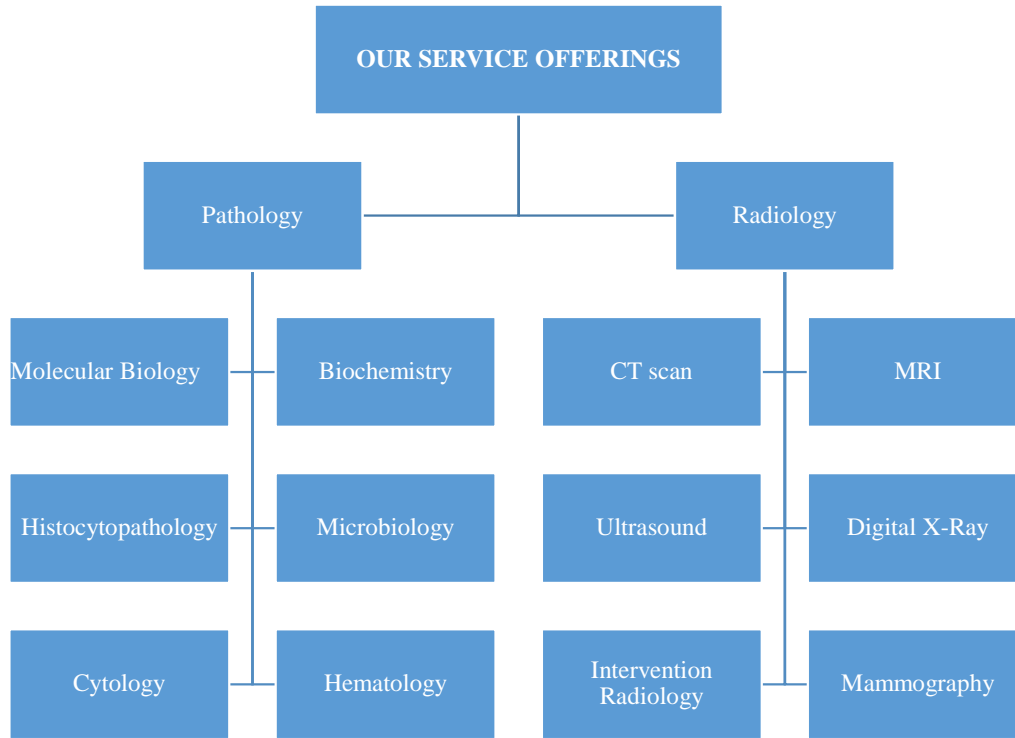 OUR SERVICE OFFERINGS
Pathology
Radiology
Molecular Biology
Biochemistry
CT scan
MRI
Histocytopathology
Microbiology
Ultrasound
Digital X-Ray
Cytology
Hematology
Intervention
Radiology
Mammography